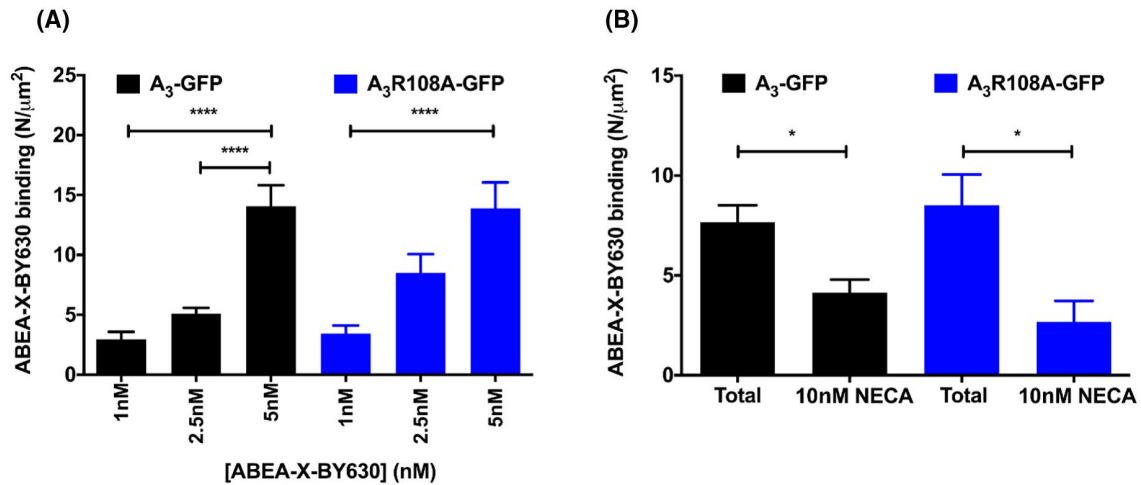 (A)
ABEA-X-BY630 binding (N/µm²)
25
20
15
10
5
0
A₃-GFP
A₃R108A-GFP
****
****
****
1nM
2.5nM
5nM
1nM
2.5nM
5nM
[ABEA-X-BY630] (nM)
(B)
ABEA-X-BY630 binding (N/µm²)
15
10
5
0
A₃-GFP
A₃R108A-GFP
*
*
Total
10nM NECA
Total
10nM NECA